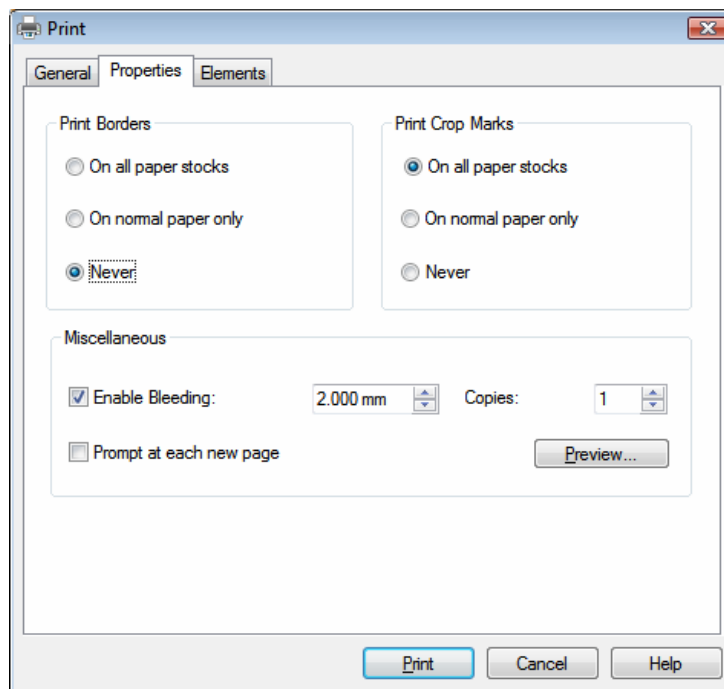 Print
General Properties Elements
Print Borders Print Crop Marks
On all paper stocks On all paper stocks
On normal paper only On normal paper only
Never Never
Miscellaneous
Enable Bleeding: 2.000 mm Copies: 1
Prompt at each new page Preview...
Print Cancel Help